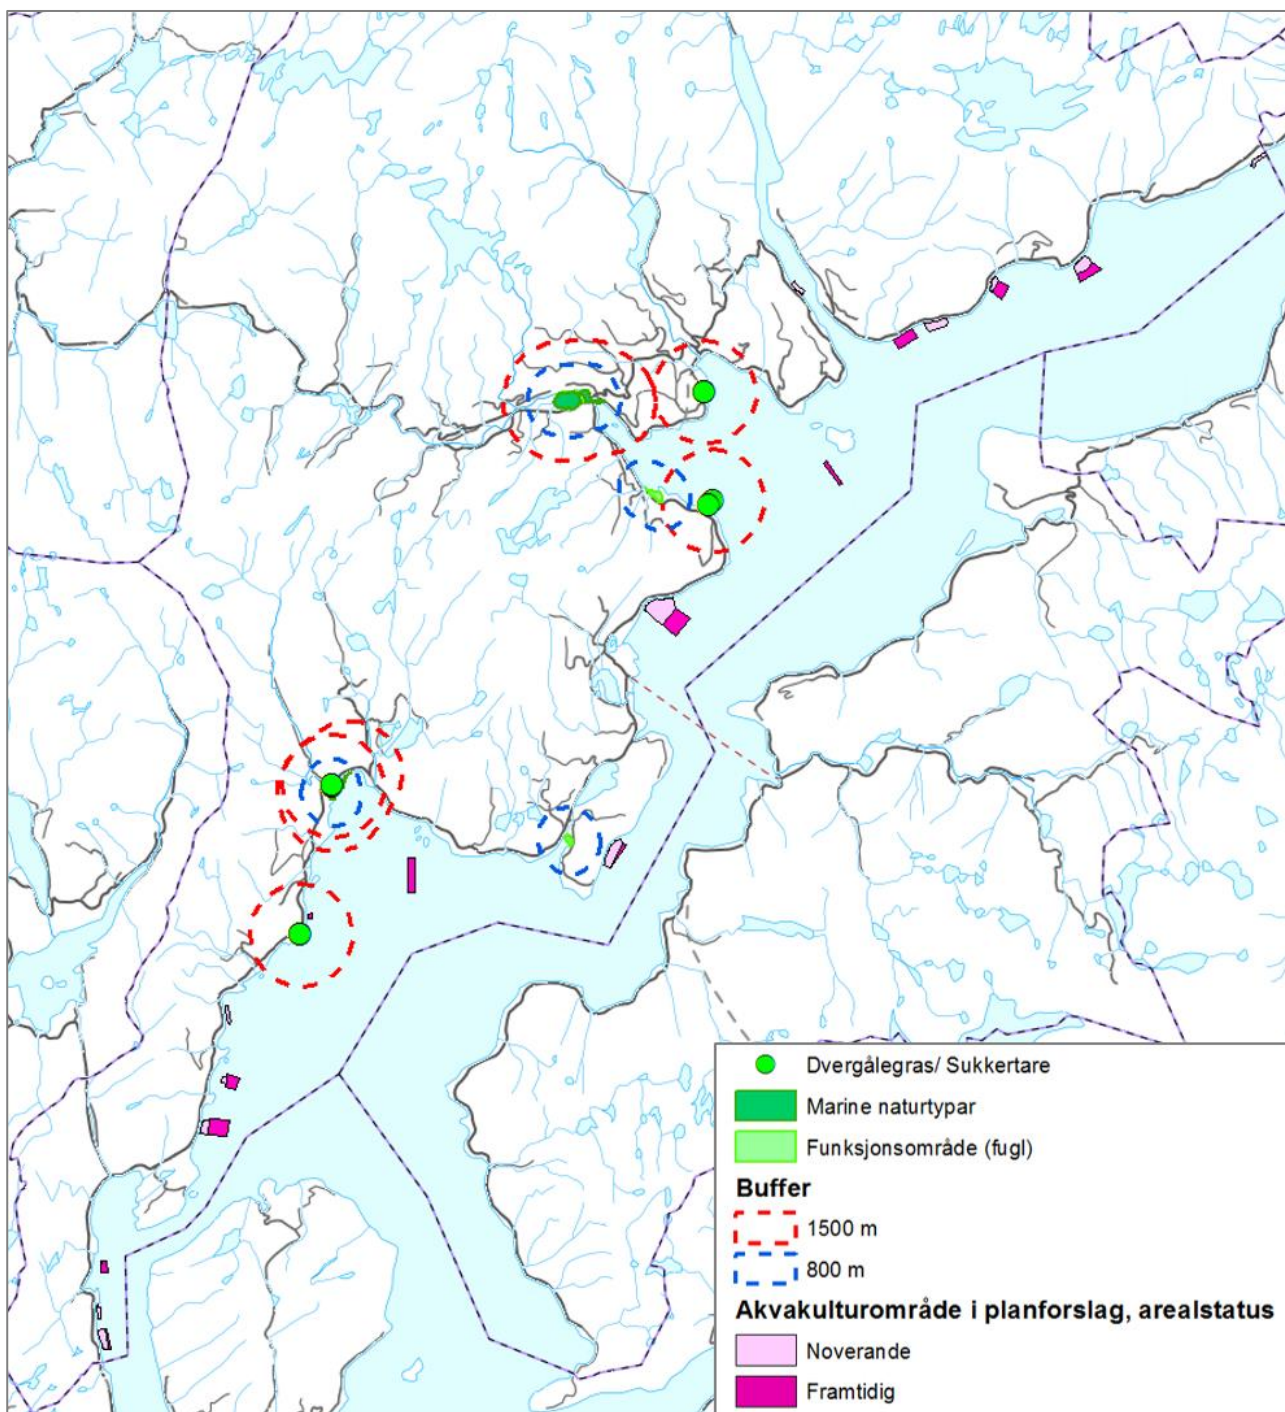 Dvergålegras/ Sukkertare
Marine naturtypar
Funksjonsområde (fugl)
Buffer
1500 m
800 m
Akvakulturområde i planforslag, arealstatus
Noverande
Framtidig